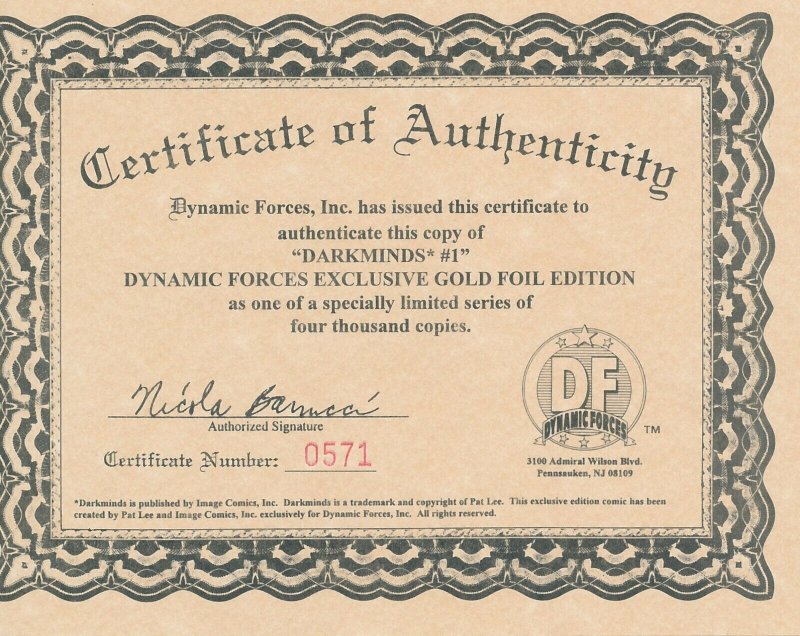 Certificate of Authenticity
Dynamic Forces, Inc. has issued this certificate to
authenticate this copy of
“DARKMINDS* #1”
DYNAMIC FORCES EXCLUSIVE GOLD FOIL EDITION
as one of a specially limited series of
four thousand copies.
Nicola Barrucci
Authorized Signature
Certificate Number: 0571
DF
DYNAMIC FORCES
TM
3100 Admiral Wilson Blvd.
Pennsauken, NJ 08109
*Darkminds is published by Image Comics, Inc. Darkminds is a trademark and copyright of Pat Lee. This exclusive edition comic has been
created by Pat Lee and Image Comics, Inc. exclusively for Dynamic Forces, Inc. All rights reserved.